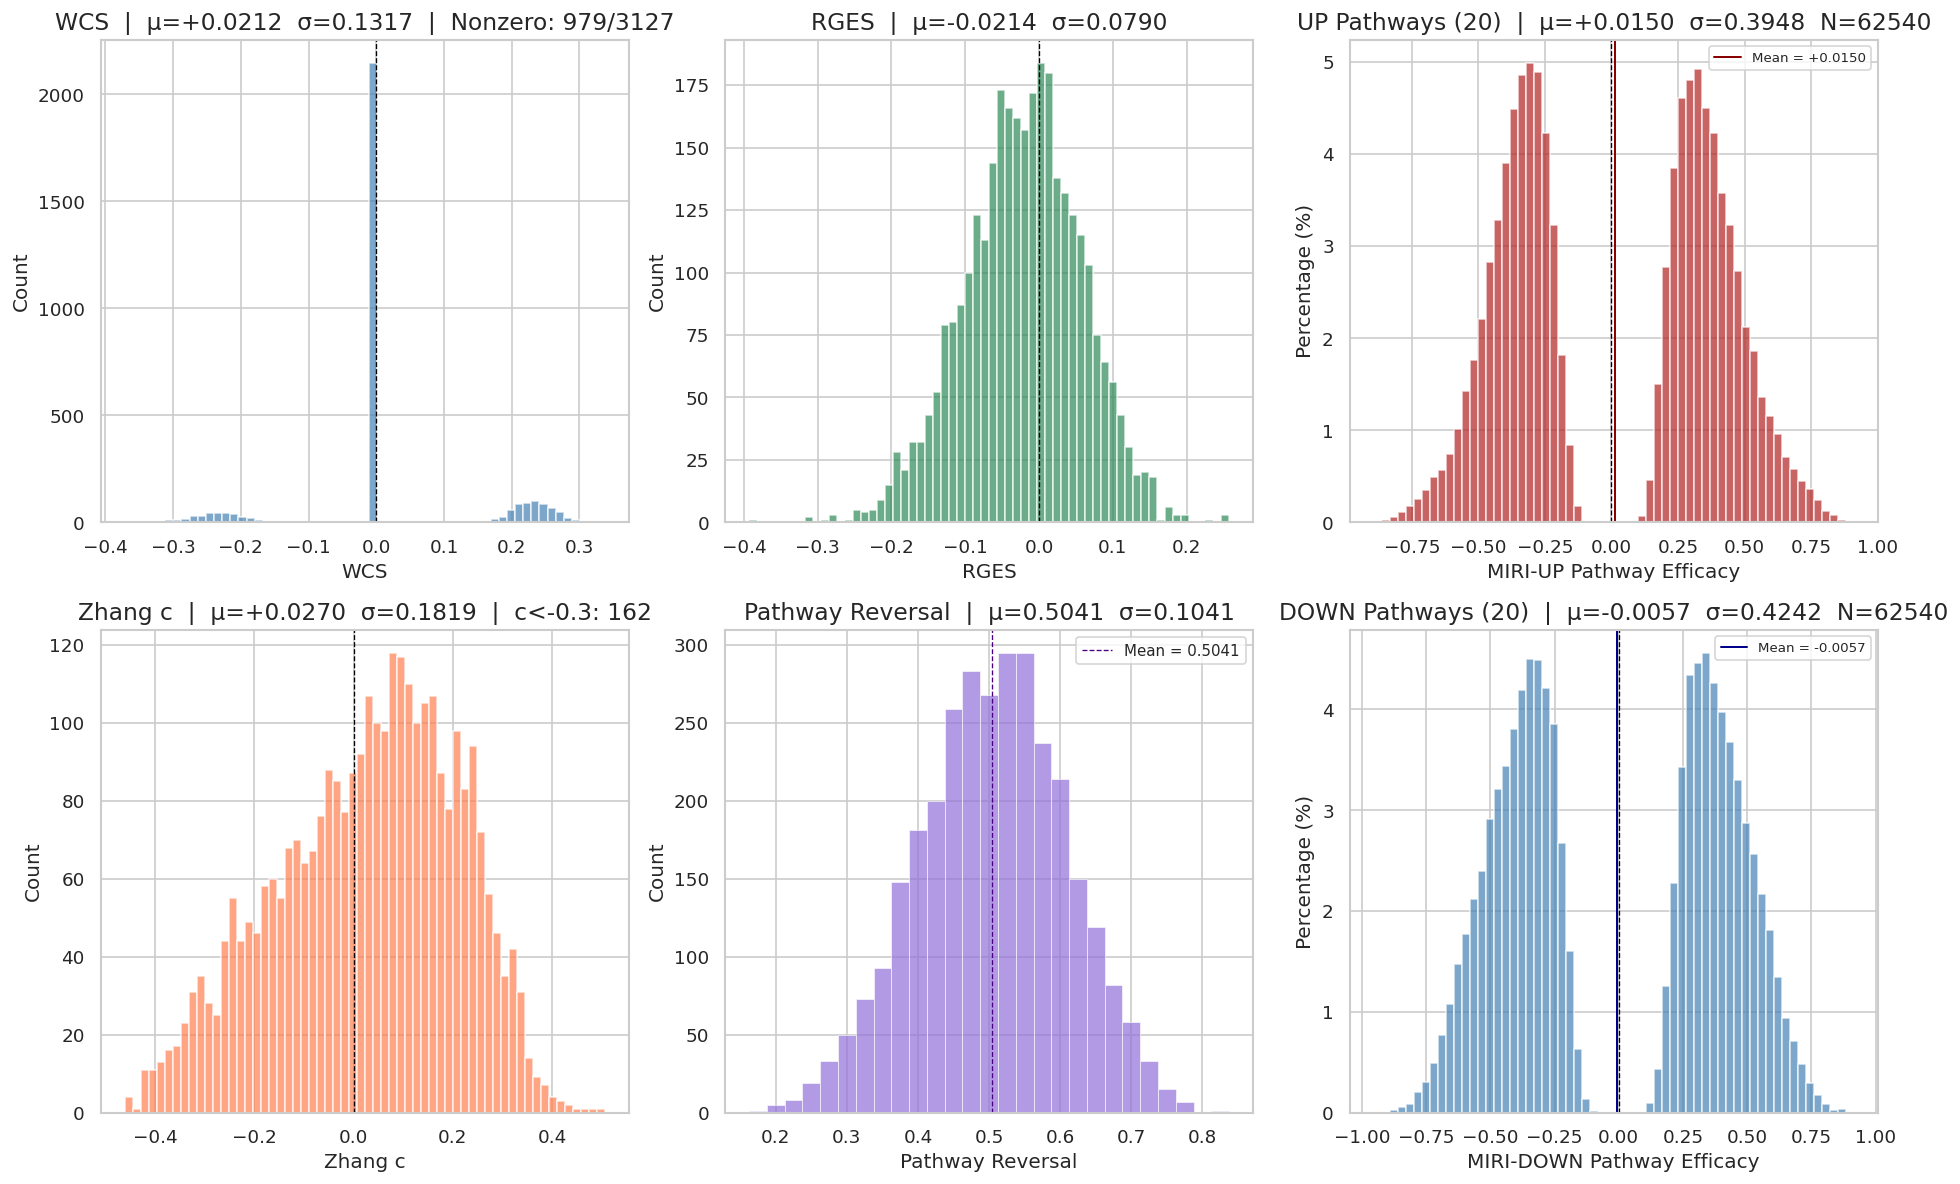 WCS | μ=+0.0212 σ=0.1317 | Nonzero: 979/3127
2000
1500
1000
500
0
Count
−0.4 −0.3 −0.2 −0.1 0.0 0.1 0.2 0.3
WCS
RGES | μ=-0.0214 σ=0.0790
175
150
125
100
75
50
25
0
Count
−0.4 −0.3 −0.2 −0.1 0.0 0.1 0.2
RGES
UP Pathways (20) | μ=+0.0150 σ=0.3948 N=62540
Mean = +0.0150
5
4
3
2
1
0
Percentage (%)
−0.75 −0.50 −0.25 0.00 0.25 0.50 0.75 1.00
MIRI-UP Pathway Efficacy
Zhang c | μ=+0.0270 σ=0.1819 | c<-0.3: 162
120
100
80
60
40
20
0
Count
−0.4 −0.2 0.0 0.2 0.4
Zhang c
Pathway Reversal | μ=0.5041 σ=0.1041
Mean = 0.5041
300
250
200
150
100
50
0
Count
0.2 0.3 0.4 0.5 0.6 0.7 0.8
Pathway Reversal
DOWN Pathways (20) | μ=-0.0057 σ=0.4242 N=62540
Mean = -0.0057
4
3
2
1
0
Percentage (%)
−1.00 −0.75 −0.50 −0.25 0.00 0.25 0.50 0.75 1.00
MIRI-DOWN Pathway Efficacy